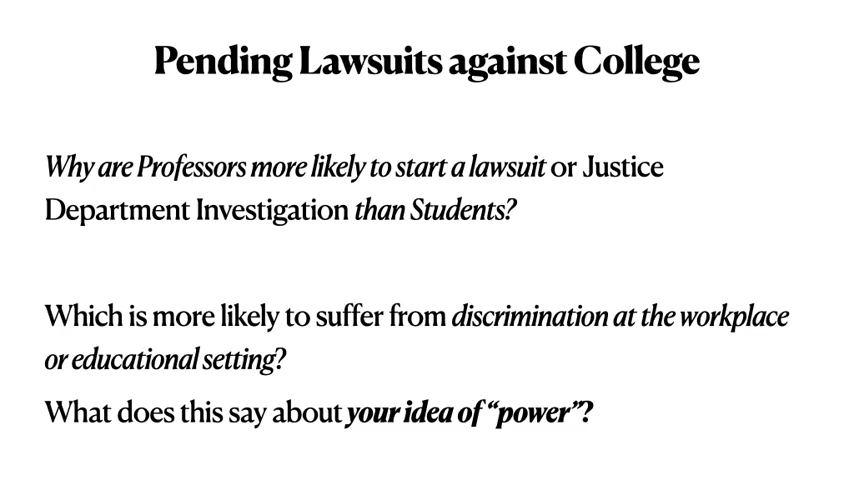 Pending Lawsuits against College
Why are Professors more likely to start a lawsuit or Justice
Department Investigation than Students?
Which is more likely to suffer from discrimination at the workplace
or educational setting?
What does this say about your idea of “power”?